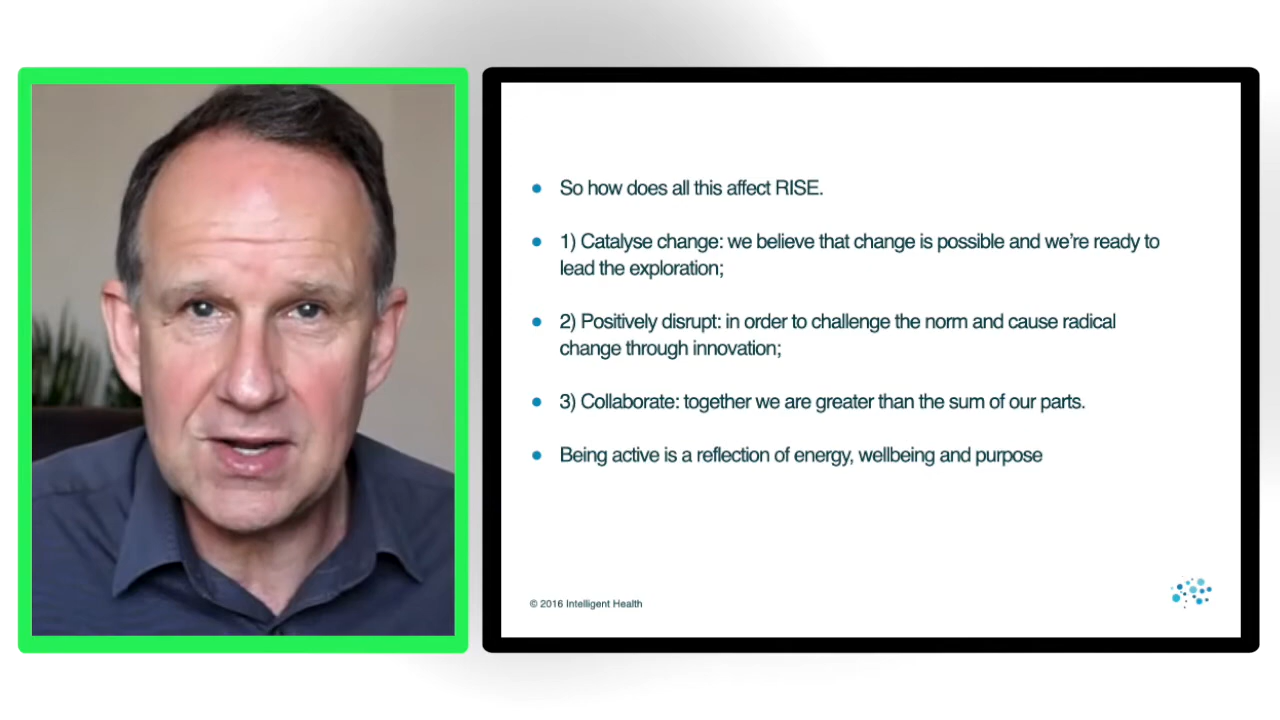 ● So how does all this affect RISE.
● 1) Catalyse change: we believe that change is possible and we’re ready to
lead the exploration;
● 2) Positively disrupt: in order to challenge the norm and cause radical
change through innovation;
● 3) Collaborate: together we are greater than the sum of our parts.
● Being active is a reflection of energy, wellbeing and purpose
© 2016 Intelligent Health